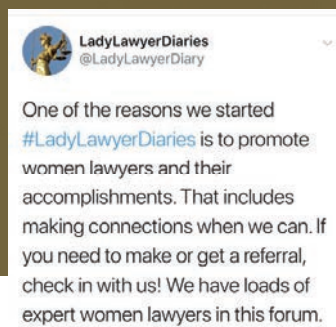 LadyLawyerDiaries
@LadyLawyerDiary
One of the reasons we started
#LadyLawyerDiaries is to promote
women lawyers and their
accomplishments. That includes
making connections when we can. If
you need to make or get a referral,
check in with us! We have loads of
expert women lawyers in this forum.